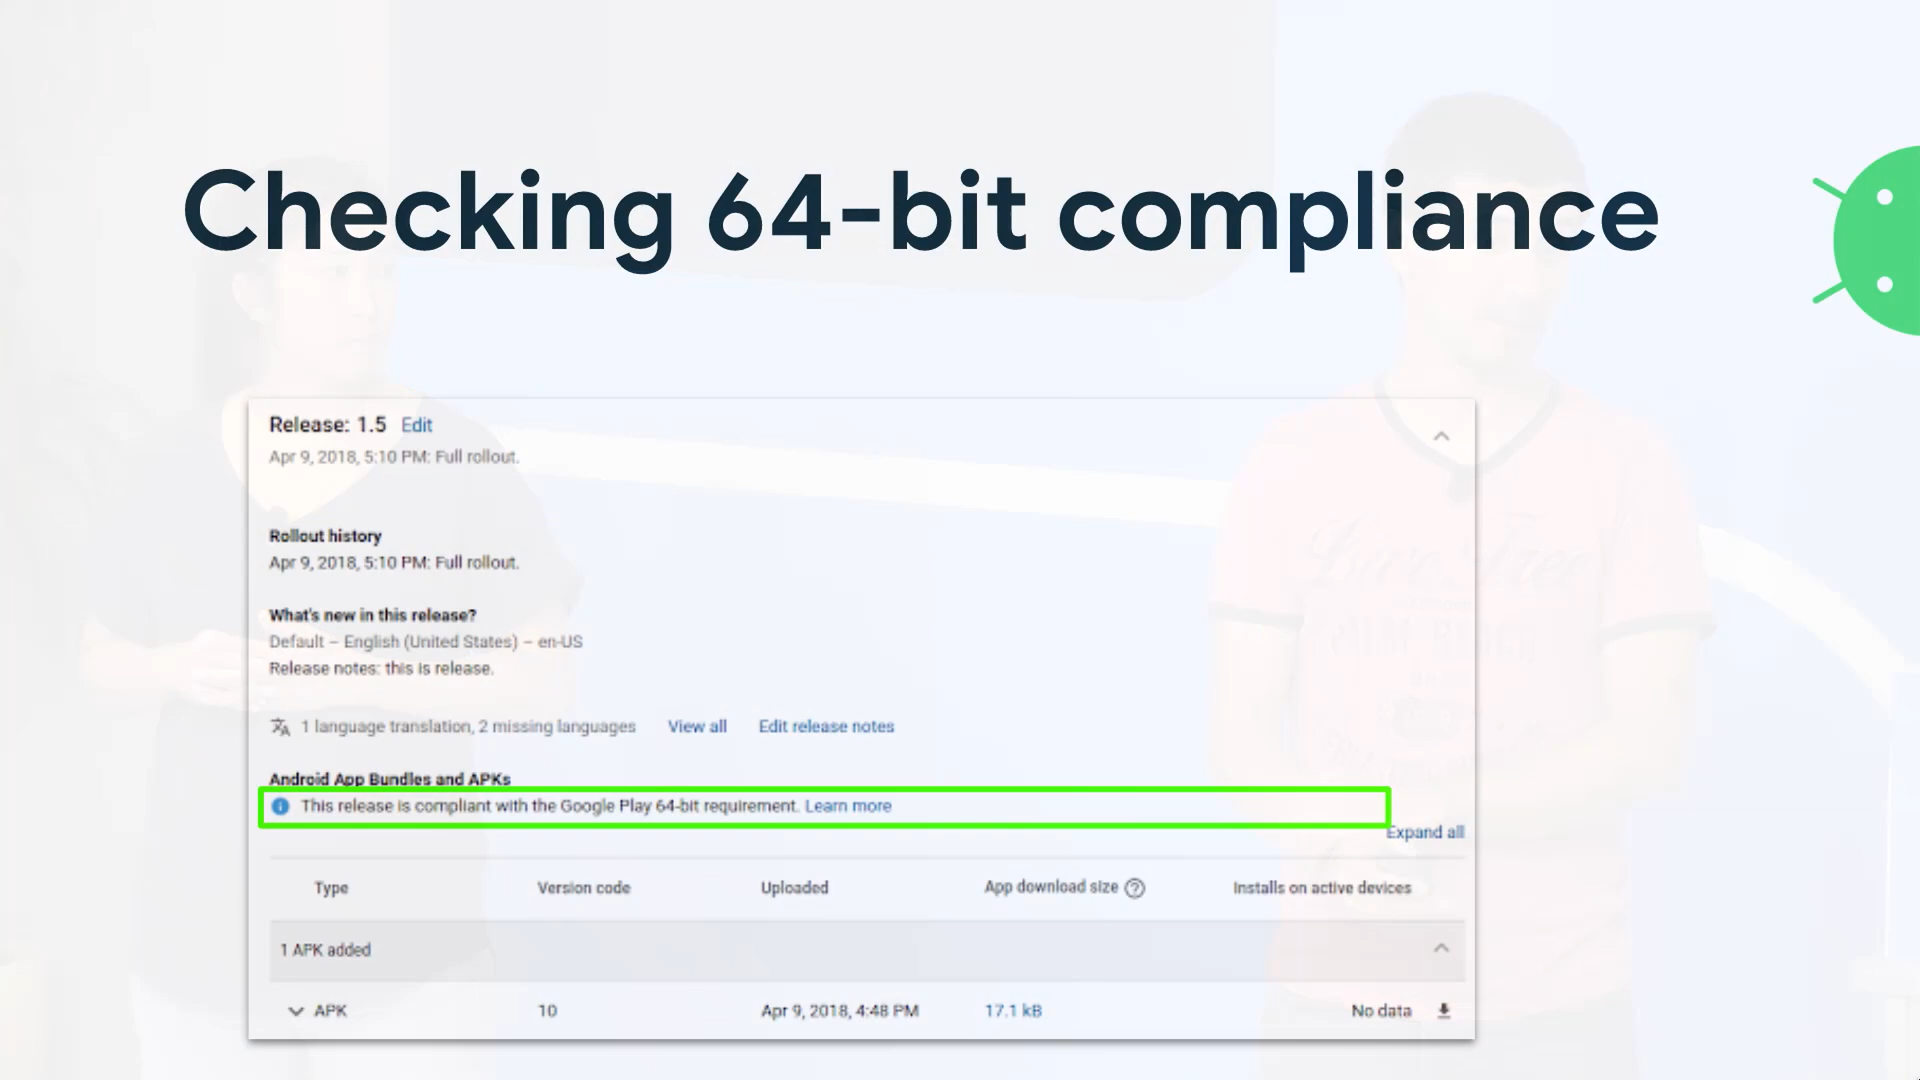 Checking 64-bit compliance
Release: 1.5 Edit
Apr 9, 2018, 5:10 PM: Full rollout.
Rollout history
Apr 9, 2018, 5:10 PM: Full rollout.
What's new in this release?
Default – English (United States) – en-US
Release notes: this is release.
1 language translation, 2 missing languages View all Edit release notes
Android App Bundles and APKs
This release is compliant with the Google Play 64-bit requirement. Learn more
Expand all
Type Version code Uploaded App download size Installs on active devices
1 APK added
APK 10 Apr 9, 2018, 4:48 PM 17.1 kB No data